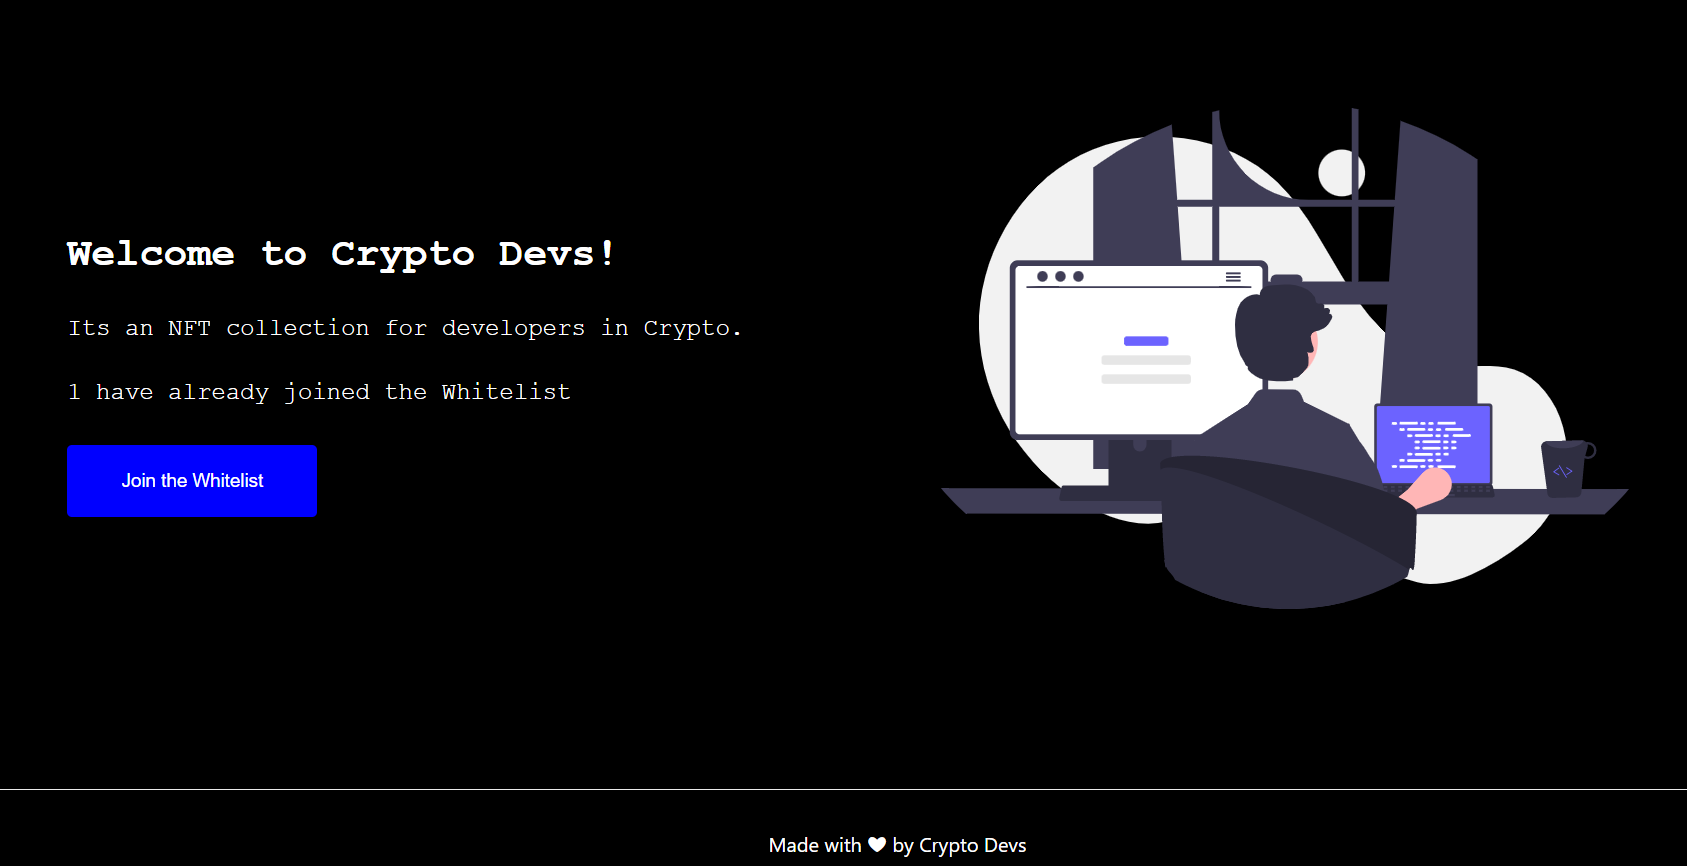 Welcome to Crypto Devs!
Its an NFT collection for developers in Crypto.
1 have already joined the Whitelist
Join the Whitelist
<\>
Made with ♥ by Crypto Devs